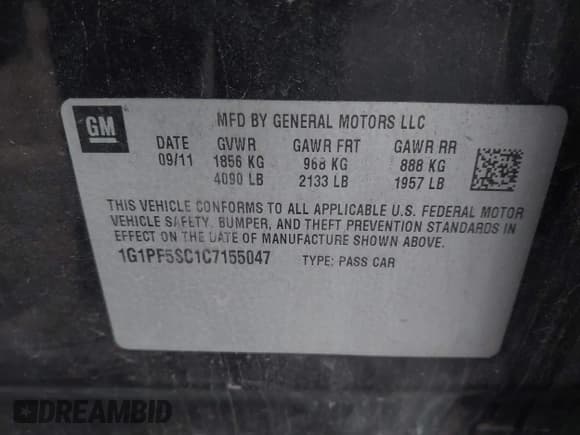 GM
MFD BY GENERAL MOTORS LLC
DATE GVWR GAWR FRT GAWR RR
09/11 1856 KG 968 KG 888 KG
4090 LB 2133 LB 1957 LB
THIS VEHICLE CONFORMS TO ALL APPLICABLE U.S. FEDERAL MOTOR
VEHICLE SAFETY, BUMPER, AND THEFT PREVENTION STANDARDS IN
EFFECT ON THE DATE OF MANUFACTURE SHOWN ABOVE.
1G1PF5SC1C7155047 TYPE: PASS CAR
DREAMBID